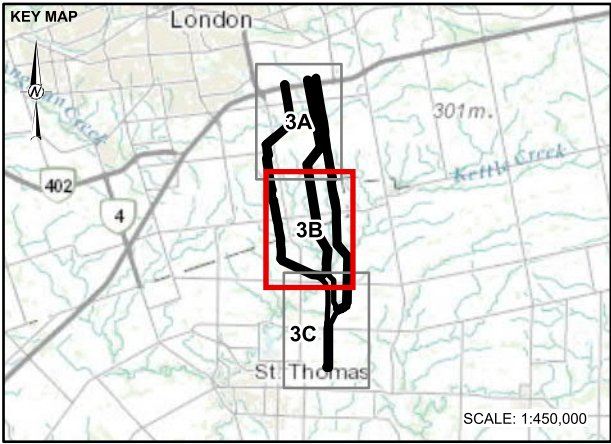 KEY MAP
London
N
301m.
3A
Kettle Creek
402
4
3B
3C
St. Thomas
SCALE: 1:450,000